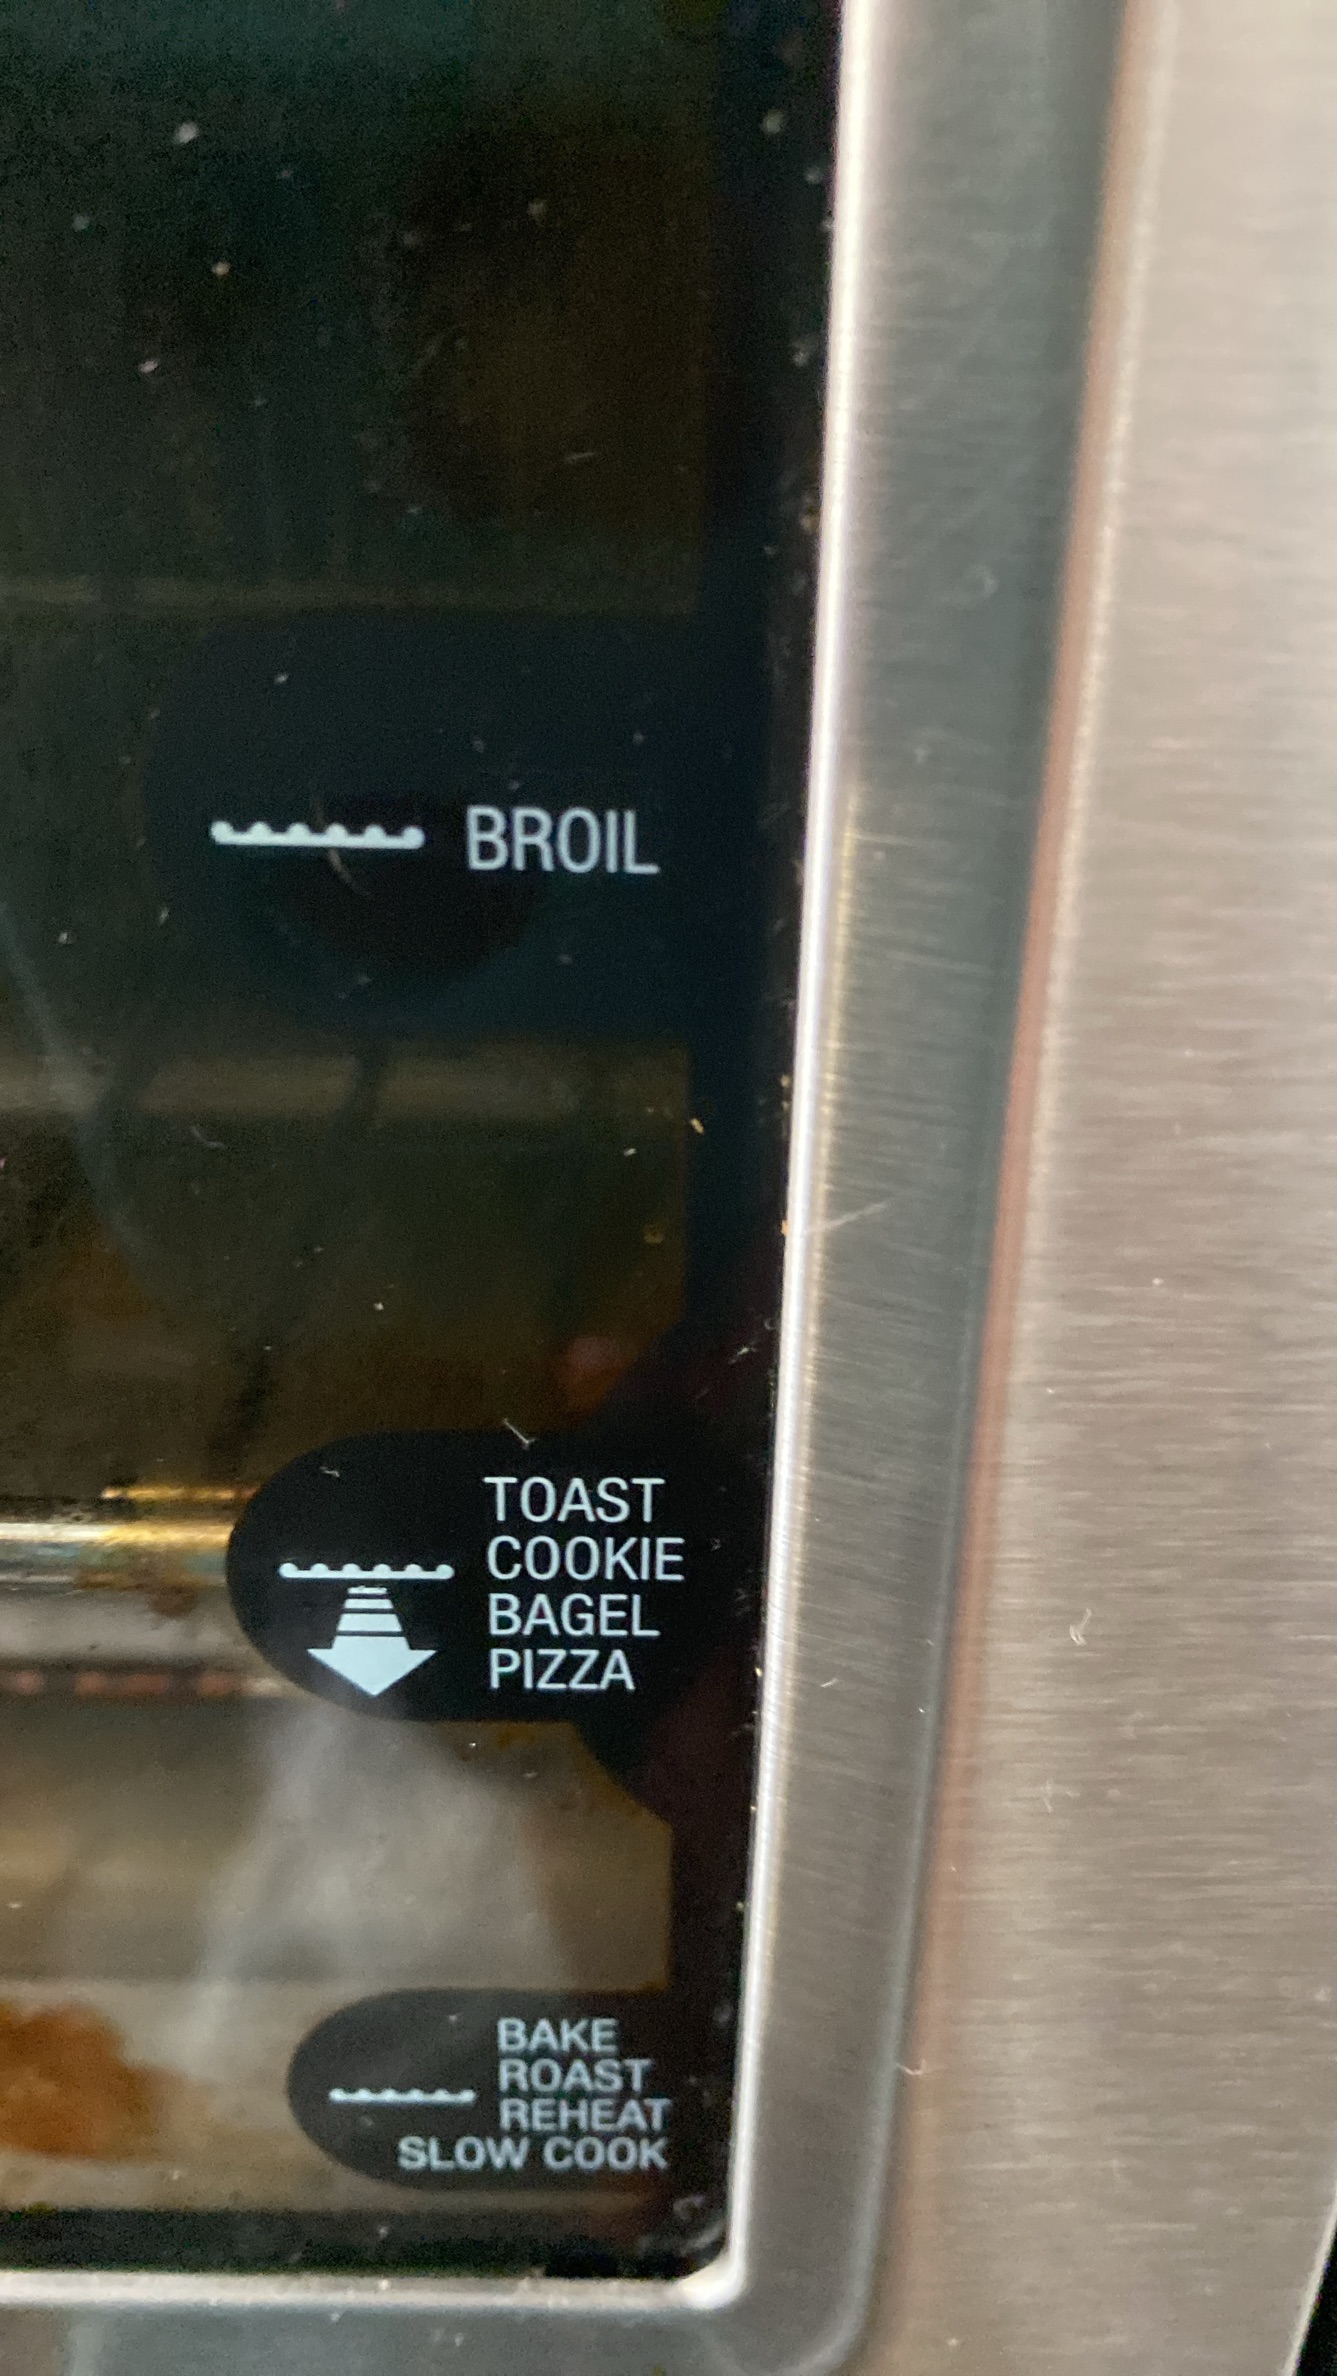 BROIL
TOAST
COOKIE
BAGEL
PIZZA
BAKE
ROAST
REHEAT
SLOW COOK